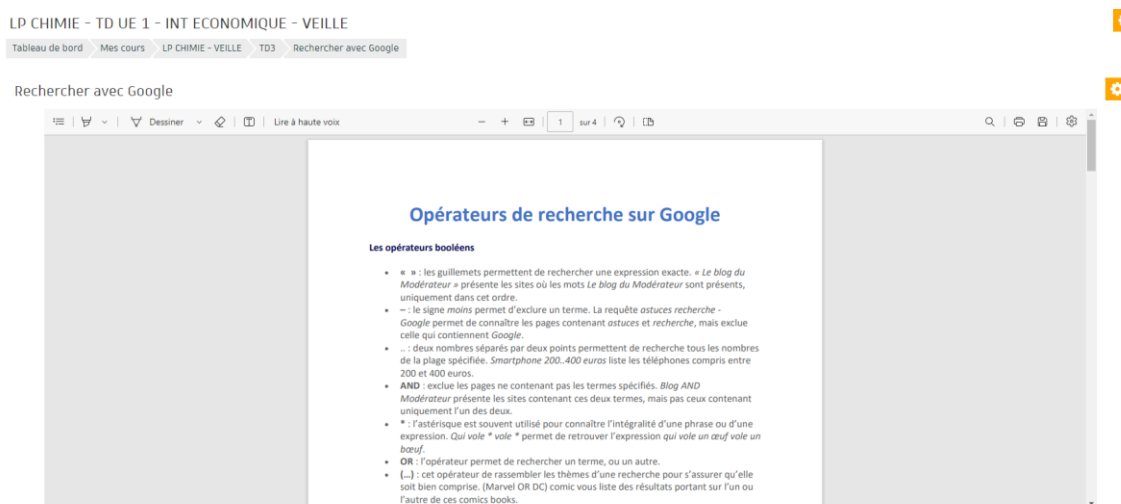 LP CHIMIE - TD UE 1 - INT ECONOMIQUE - VEILLE
Tableau de bord Mes cours LP CHIMIE - VEILLE TD3 Rechercher avec Google
Rechercher avec Google
Dessiner Lire à haute voix 1 sur 4
Opérateurs de recherche sur Google
Les opérateurs booléens
• « » : les guillemets permettent de rechercher une expression exacte. « Le blog du
Modérateur » présente les sites où les mots Le blog du Modérateur sont présents,
uniquement dans cet ordre.
• – : le signe moins permet d'exclure un terme. La requête astuces recherche -
Google permet de connaître les pages contenant astuces et recherche, mais exclue
celle qui contiennent Google.
• .. : deux nombres séparés par deux points permettent de recherche tous les nombres
de la plage spécifiée. Smartphone 200..400 euros liste les téléphones compris entre
200 et 400 euros.
• AND : exclue les pages ne contenant pas les termes spécifiés. Blog AND
Modérateur présente les sites contenant ces deux termes, mais pas ceux contenant
uniquement l'un des deux.
• * : l'astérisque est souvent utilisé pour connaître l'intégralité d'une phrase ou d'une
expression. Qui vole * vole * permet de retrouver l'expression qui vole un œuf vole un
bœuf.
• OR : l'opérateur permet de rechercher un terme, ou un autre.
• (...) : cet opérateur de rassembler les thèmes d'une recherche pour s'assurer qu'elle
soit bien comprise. (Marvel OR DC) comic vous liste des résultats portant sur l'un ou
l'autre de ces comics books.